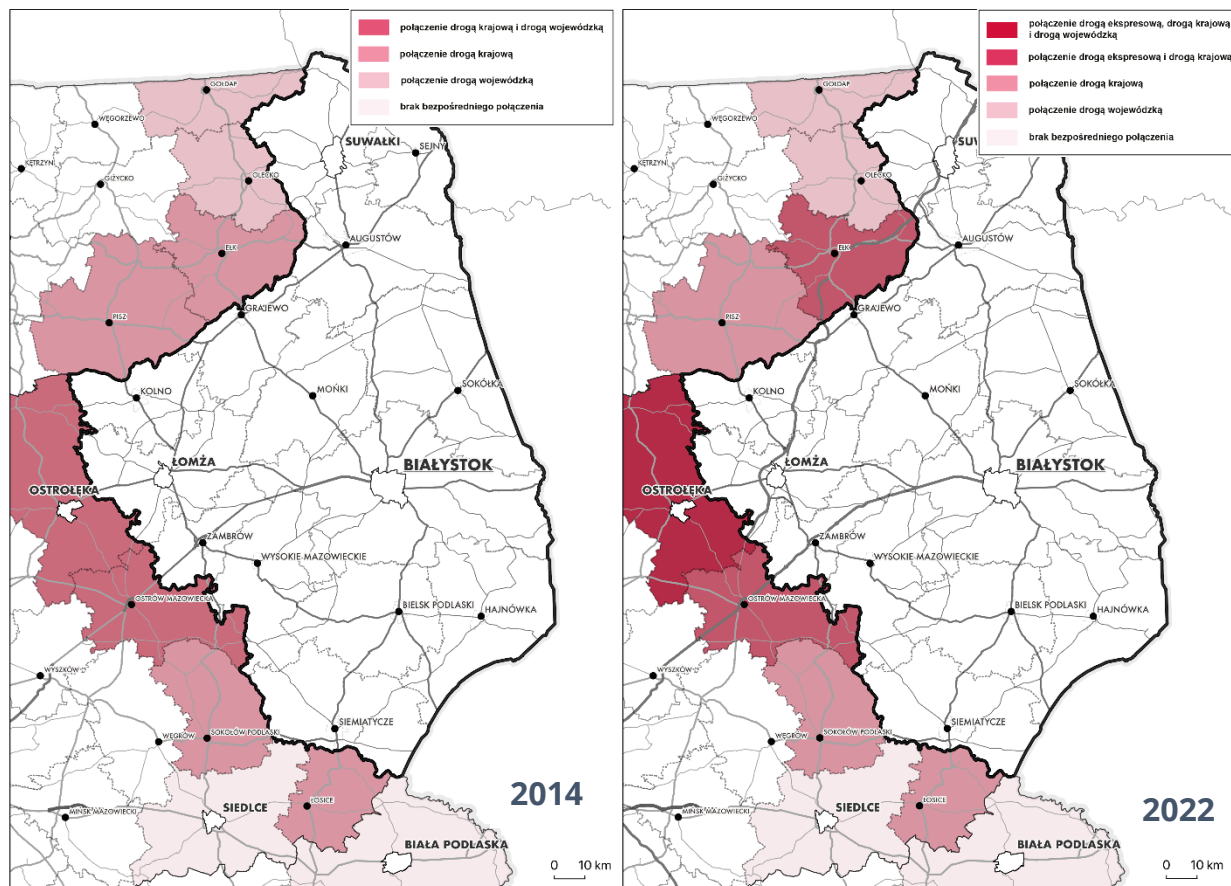 połączenie drogą krajową i drogą wojewódzką
połączenie drogą krajową
połączenie drogą wojewódzką
brak bezpośredniego połączenia
GOŁDAP
WĘGORZEWO
SUWAŁKI
SEJNY
KĘTRZYN
GIŻYCKO
OLECKO
EŁK
AUGUSTÓW
GRAJEWO
PISZ
KOLNO
MOŃKI
SOKÓŁKA
ŁOMŻA
BIAŁYSTOK
OSTROŁĘKA
ZAMBRÓW
WYSOKIE-MAZOWIECKIE
OSTRÓW MAZOWIECKA
BIELSK PODLASKI
HAJNÓWKA
WYSZKÓW
SIEMIATYCZE
WĘGRÓW
SOKOŁÓW PODLASKI
2014
SIEDLCE
ŁOSICE
MIŃSK MAZOWIECKI
BIAŁA PODLASKA
0 10 km
połączenie drogą ekspresową, drogą krajową
i drogą wojewódzką
połączenie drogą ekspresową i drogą krajową
połączenie drogą krajową
połączenie drogą wojewódzką
brak bezpośredniego połączenia
GOŁDAP
WĘGORZEWO
SUW
KĘTRZYN
GIŻYCKO
OLECKO
EŁK
AUGUSTÓW
GRAJEWO
PISZ
KOLNO
MOŃKI
SOKÓŁKA
ŁOMŻA
BIAŁYSTOK
OSTROŁĘKA
ZAMBRÓW
WYSOKIE-MAZOWIECKIE
OSTRÓW MAZOWIECKA
BIELSK PODLASKI
HAJNÓWKA
WYSZKÓW
SIEMIATYCZE
WĘGRÓW
SOKOŁÓW PODLASKI
2022
SIEDLCE
ŁOSICE
MIŃSK MAZOWIECKI
BIAŁA PODLASKA
0 10 km